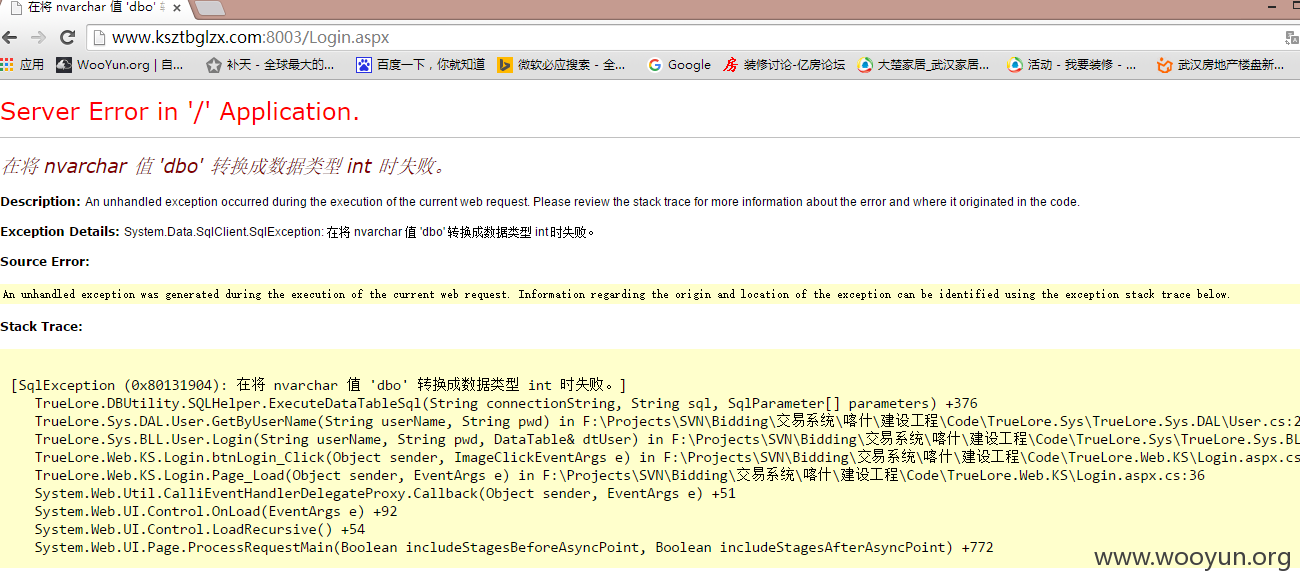 在将 nvarchar 值 'dbo'
www.ksztbglzx.com:8003/Login.aspx
应用 WooYun.org | 自... 补天 - 全球最大的... 百度一下，你就知道 微软必应搜索 - 全... Google 装修讨论-亿房论坛 大楚家居_武汉家居... 活动 - 我要装修 - ... 武汉房地产楼盘新...
Server Error in '/' Application.
在将 nvarchar 值 'dbo' 转换成数据类型 int 时失败。
Description: An unhandled exception occurred during the execution of the current web request. Please review the stack trace for more information about the error and where it originated in the code.
Exception Details: System.Data.SqlClient.SqlException: 在将 nvarchar 值 'dbo' 转换成数据类型 int 时失败。
Source Error:
An unhandled exception was generated during the execution of the current web request. Information regarding the origin and location of the exception can be identified using the exception stack trace below.
Stack Trace:
[SqlException (0x80131904): 在将 nvarchar 值 'dbo' 转换成数据类型 int 时失败。]
TrueLore.DBUtility.SQLHelper.ExecuteDataTableSql(String connectionString, String sql, SqlParameter[] parameters) +376
TrueLore.Sys.DAL.User.GetByUserName(String userName, String pwd) in F:\Projects\SVN\Bidding\交易系统\喀什\建设工程\Code\TrueLore.Sys\TrueLore.Sys.DAL\User.cs:2
TrueLore.Sys.BLL.User.Login(String userName, String pwd, DataTable& dtUser) in F:\Projects\SVN\Bidding\交易系统\喀什\建设工程\Code\TrueLore.Sys\TrueLore.Sys.BL
TrueLore.Web.KS.Login.btnLogin_Click(Object sender, ImageClickEventArgs e) in F:\Projects\SVN\Bidding\交易系统\喀什\建设工程\Code\TrueLore.Web.KS\Login.aspx.cs
TrueLore.Web.KS.Login.Page_Load(Object sender, EventArgs e) in F:\Projects\SVN\Bidding\交易系统\喀什\建设工程\Code\TrueLore.Web.KS\Login.aspx.cs:36
System.Web.Util.CalliEventHandlerDelegateProxy.Callback(Object sender, EventArgs e) +51
System.Web.UI.Control.OnLoad(EventArgs e) +92
System.Web.UI.Control.LoadRecursive() +54
System.Web.UI.Page.ProcessRequestMain(Boolean includeStagesBeforeAsyncPoint, Boolean includeStagesAfterAsyncPoint) +772
www.wooyun.org